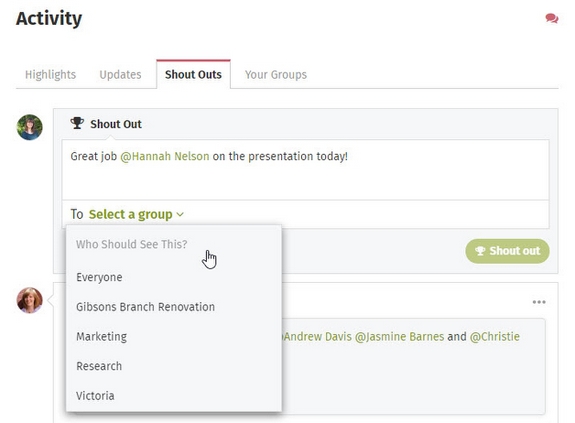 Activity
Highlights Updates Shout Outs Your Groups
Shout Out
Great job @Hannah Nelson on the presentation today!
To Select a group
Who Should See This?
Everyone
Gibsons Branch Renovation
Marketing
Research
Victoria
Shout out
Andrew Davis @Jasmine Barnes and @Christie